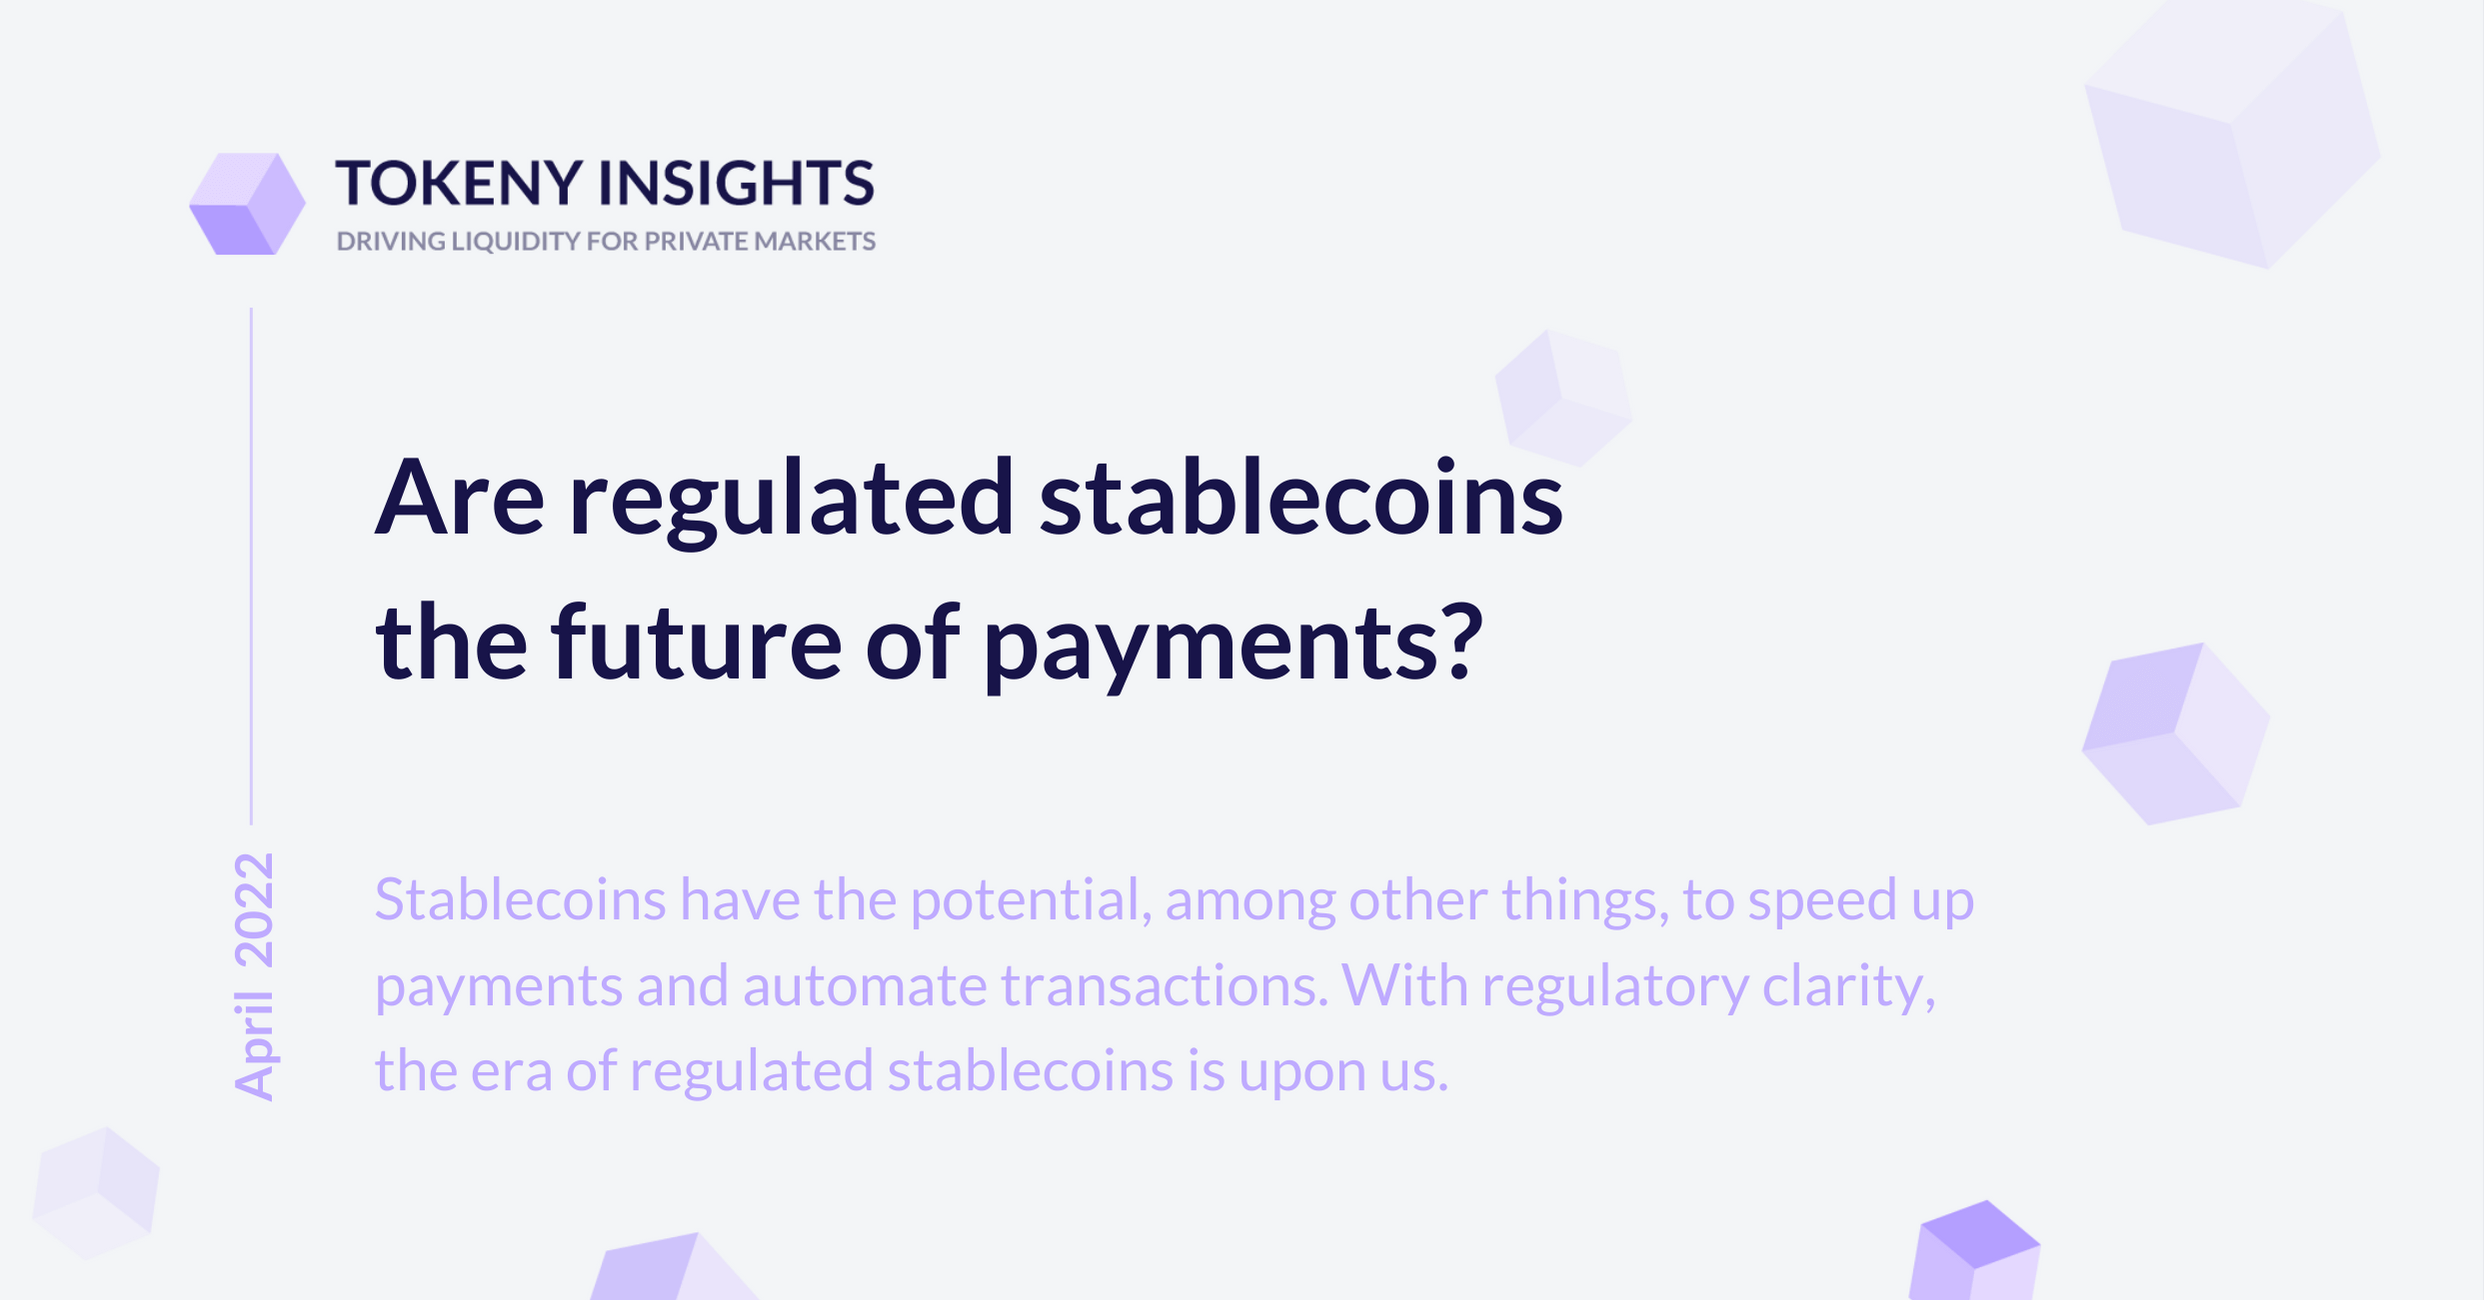 TOKENY INSIGHTS
DRIVING LIQUIDITY FOR PRIVATE MARKETS
Are regulated stablecoins
the future of payments?
April 2022
Stablecoins have the potential, among other things, to speed up
payments and automate transactions. With regulatory clarity,
the era of regulated stablecoins is upon us.